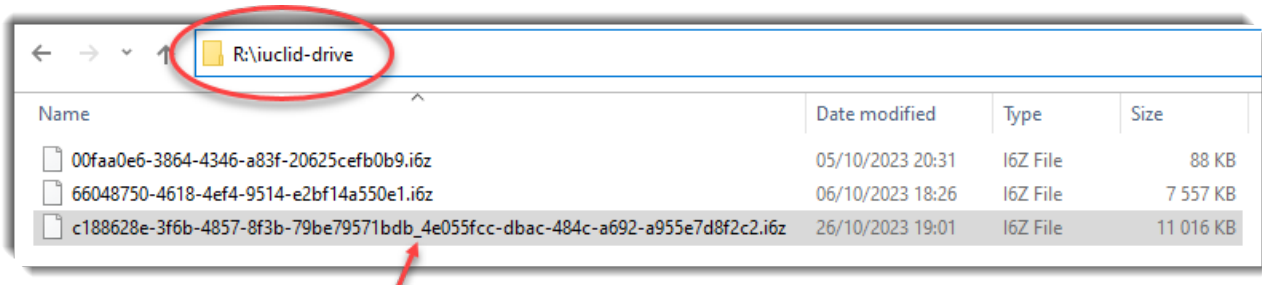 R:\iuclid-drive
Name Date modified Type Size
00faa0e6-3864-4346-a83f-20625cefb0b9.i6z 05/10/2023 20:31 I6Z File 88 KB
66048750-4618-4ef4-9514-e2bf14a550e1.i6z 06/10/2023 18:26 I6Z File 7 557 KB
c188628e-3f6b-4857-8f3b-79be79571bdb_4e055fcc-dbac-484c-a692-a955e7d8f2c2.i6z 26/10/2023 19:01 I6Z File 11 016 KB